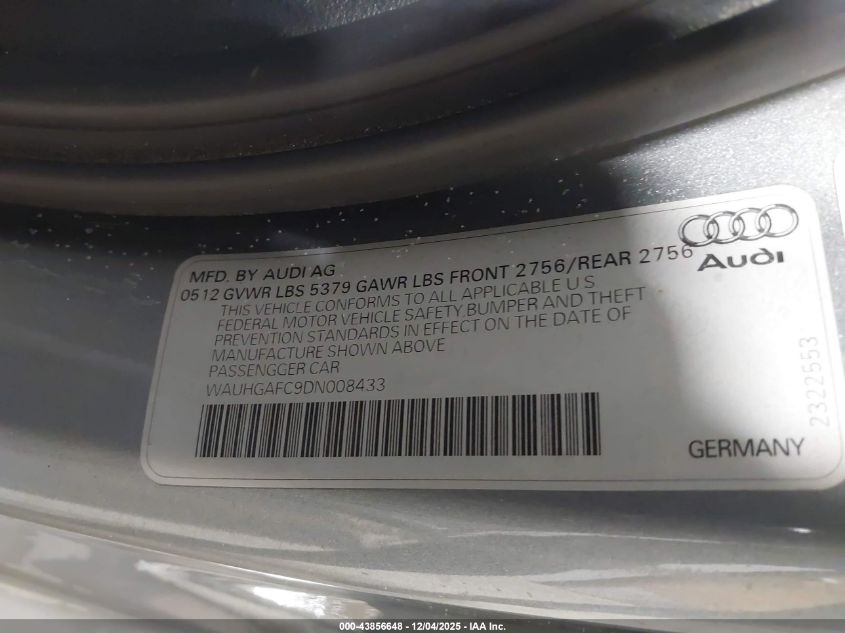 Audi
MFD. BY AUDI AG
0512 GVWR LBS 5379 GAWR LBS FRONT 2756/REAR 2756
THIS VEHICLE CONFORMS TO ALL APPLICABLE U S
FEDERAL MOTOR VEHICLE SAFETY,BUMPER AND THEFT
PREVENTION STANDARDS IN EFFECT ON THE DATE OF
MANUFACTURE SHOWN ABOVE
PASSENGGER CAR
WAUHGAFC9DN008433
2322553
GERMANY
000-43856648 - 12/04/2025 - IAA Inc.